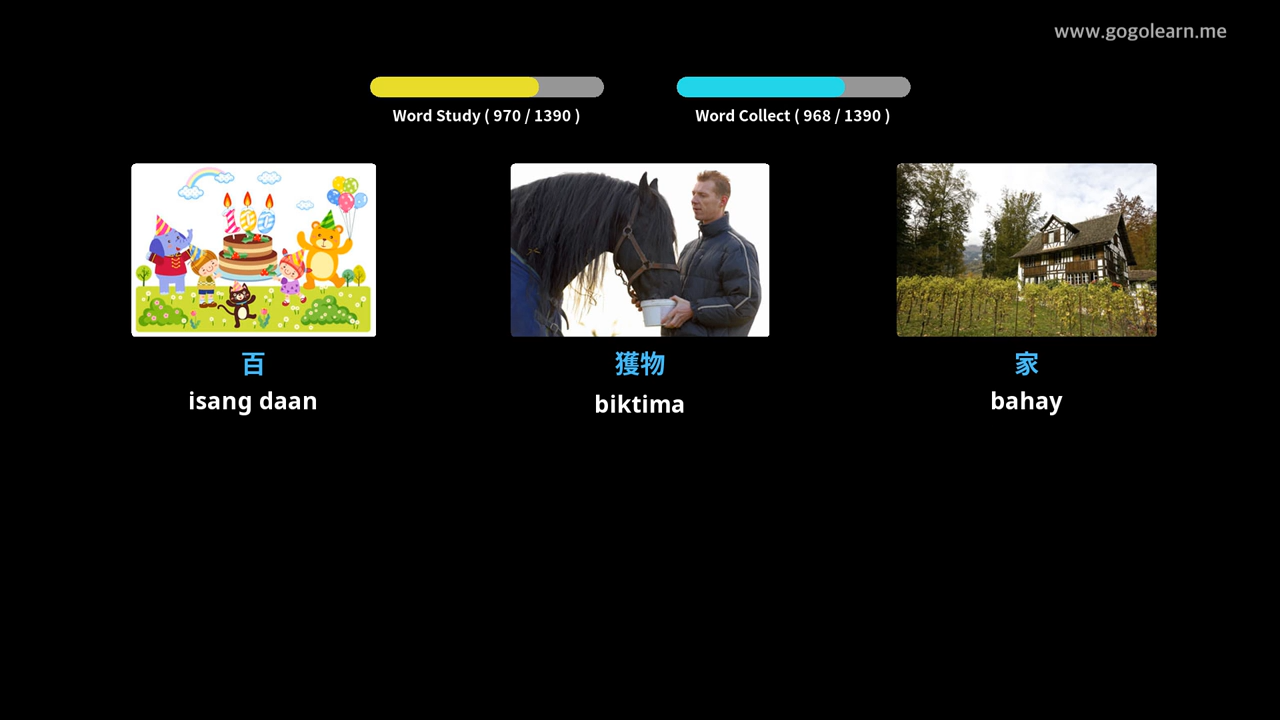 www.gogolearn.me
Word Study ( 970 / 1390 )
Word Collect ( 968 / 1390 )
100
百
獲物
家
isang daan
biktima
bahay